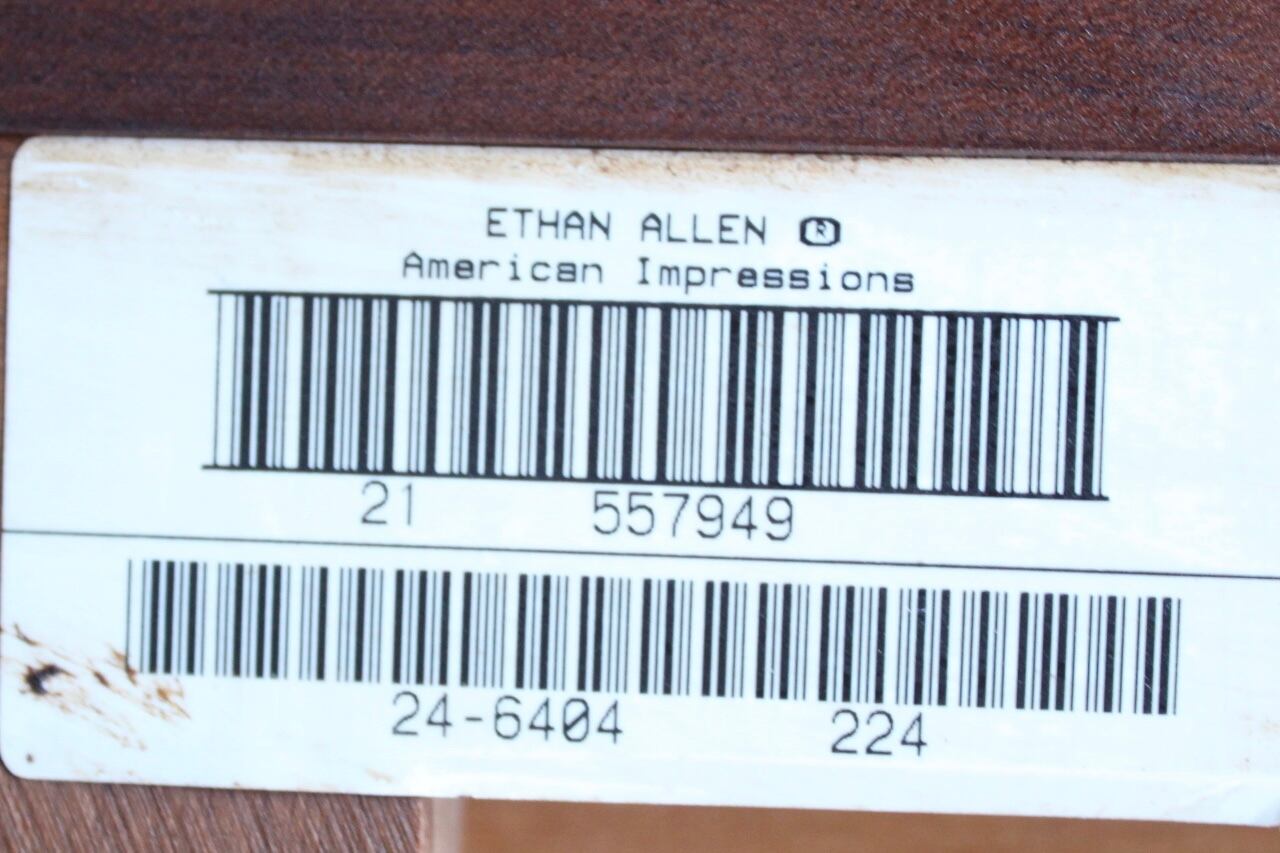 ETHAN ALLEN ®
American Impressions
21 557949
24-6404 224